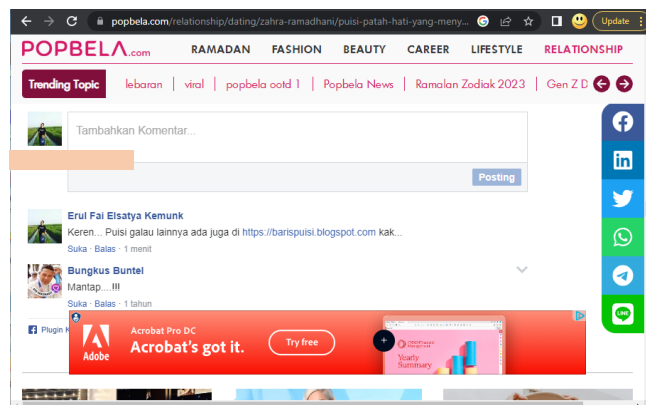 popbela.com/relationship/dating/zahra-ramadhani/puisi-patah-hati-yang-meny...
Update
POPBELA.com
RAMADAN FASHION BEAUTY CAREER LIFESTYLE RELATIONSHIP
Trending Topic lebaran | viral | popbela ootd 1 | Popbela News | Ramalan Zodiak 2023 | Gen Z D
Tambahkan Komentar...
Posting
Erul Fai Elsatya Kemunk
Keren... Puisi galau lainnya ada juga di https://barispuisi.blogspot.com kak...
Suka · Balas · 1 menit
Bungkus Buntel
Mantap....!!!
Suka · Balas · 1 tahun
Plugin K
Adobe
Acrobat Pro DC
Acrobat's got it.
Try free
Yearly
Summary
LINE